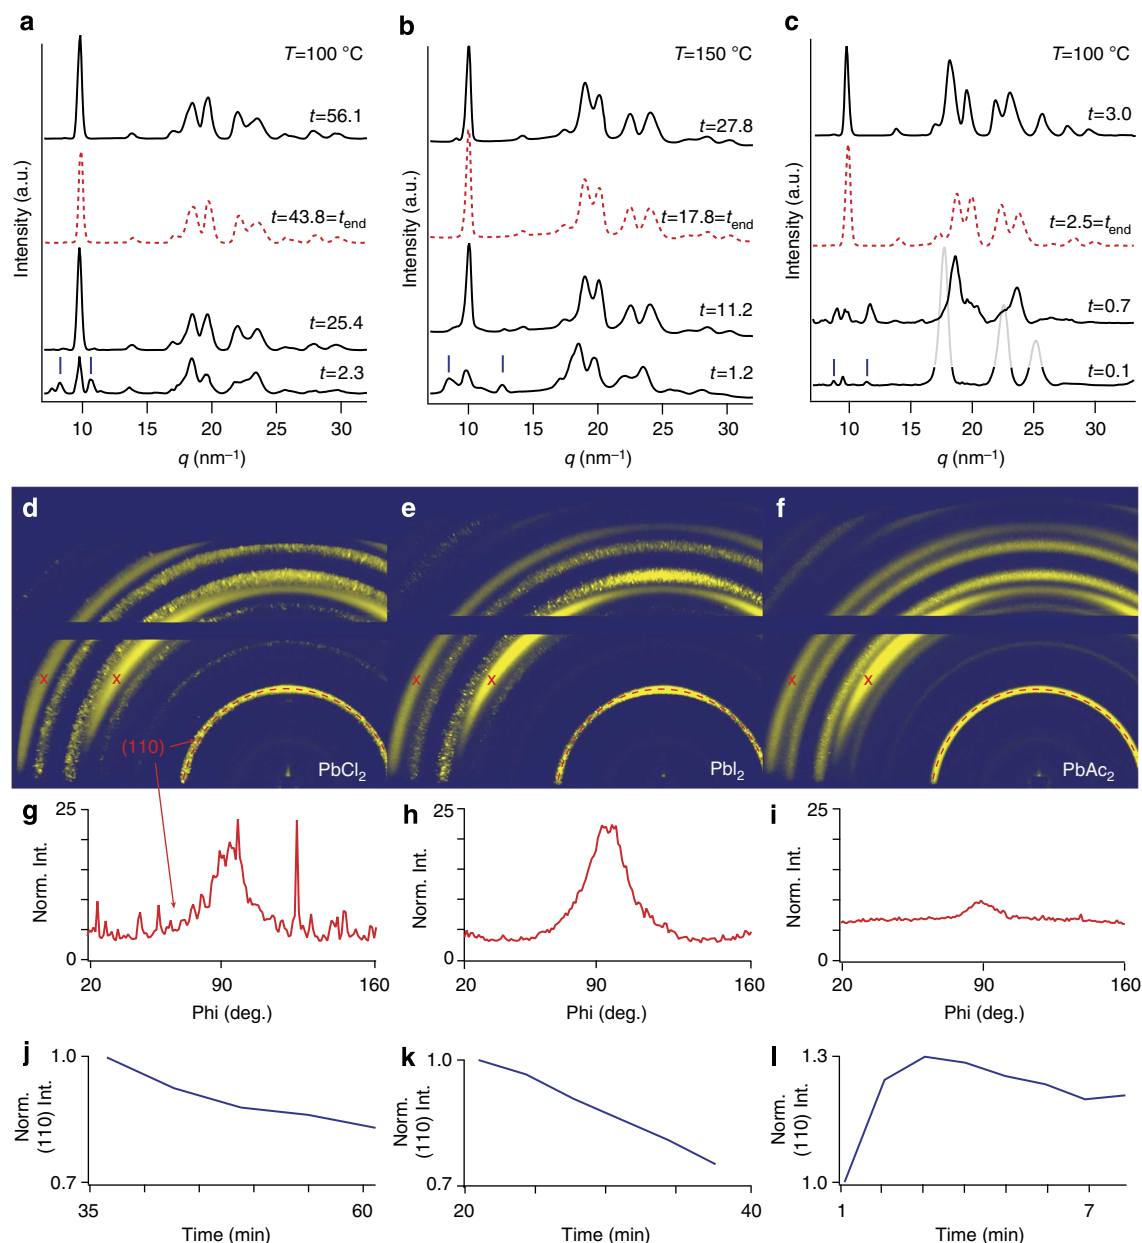 a
b
c
T=100 °C
T=150 °C
T=100 °C
t=56.1
t=27.8
t=3.0
t=43.8=tend
t=17.8=tend
t=2.5=tend
t=25.4
t=11.2
t=0.7
t=2.3
t=1.2
t=0.1
Intensity (a.u.)
Intensity (a.u.)
Intensity (a.u.)
10 15 20 25 30
10 15 20 25 30
10 15 20 25 30
q (nm⁻¹)
q (nm⁻¹)
q (nm⁻¹)
d
e
f
x x
x x
x x
(110)
PbCl₂
PbI₂
PbAc₂
g
h
i
25
0
Norm. Int.
20 90 160
Phi (deg.)
25
0
Norm. Int.
20 90 160
Phi (deg.)
25
0
Norm. Int.
20 90 160
Phi (deg.)
j
k
l
1.0
0.7
Norm.
(110) Int.
35 60
Time (min)
1.0
0.7
Norm.
(110) Int.
20 40
Time (min)
1.3
1.0
Norm.
(110) Int.
1 7
Time (min)